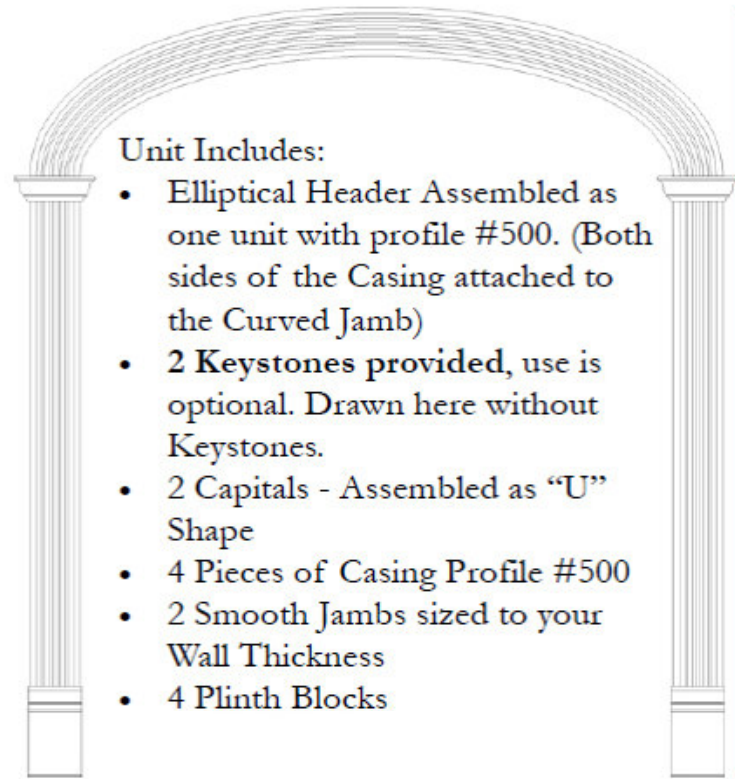 Unit Includes:
• Elliptical Header Assembled as
one unit with profile #500. (Both
sides of the Casing attached to
the Curved Jamb)
• 2 Keystones provided, use is
optional. Drawn here without
Keystones.
• 2 Capitals - Assembled as “U”
Shape
• 4 Pieces of Casing Profile #500
• 2 Smooth Jambs sized to your
Wall Thickness
• 4 Plinth Blocks